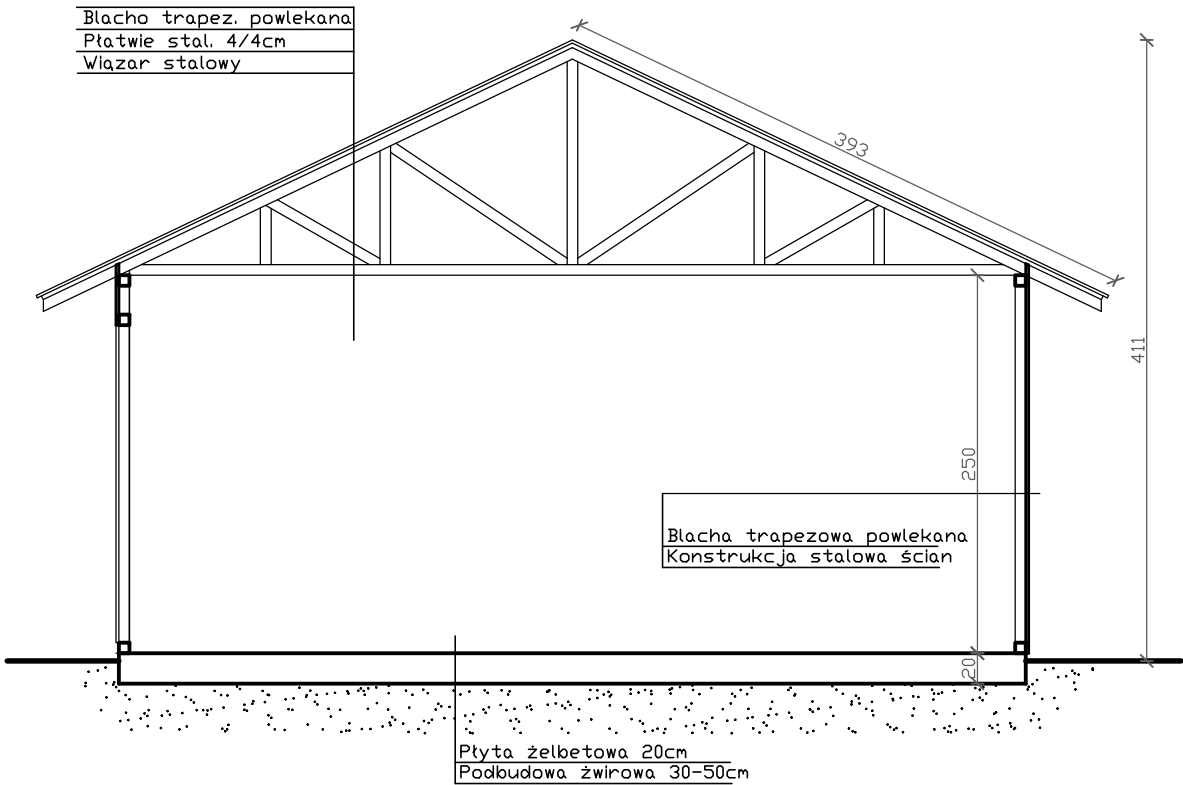 Blacho trapez. powlekana
Płatwie stal. 4/4cm
Wiązar stalowy
393
411
250
Blacha trapezowa powlekana
Konstrukcja stalowa ścian
20
Płyta żelbetowa 20cm
Podbudowa żwirowa 30-50cm